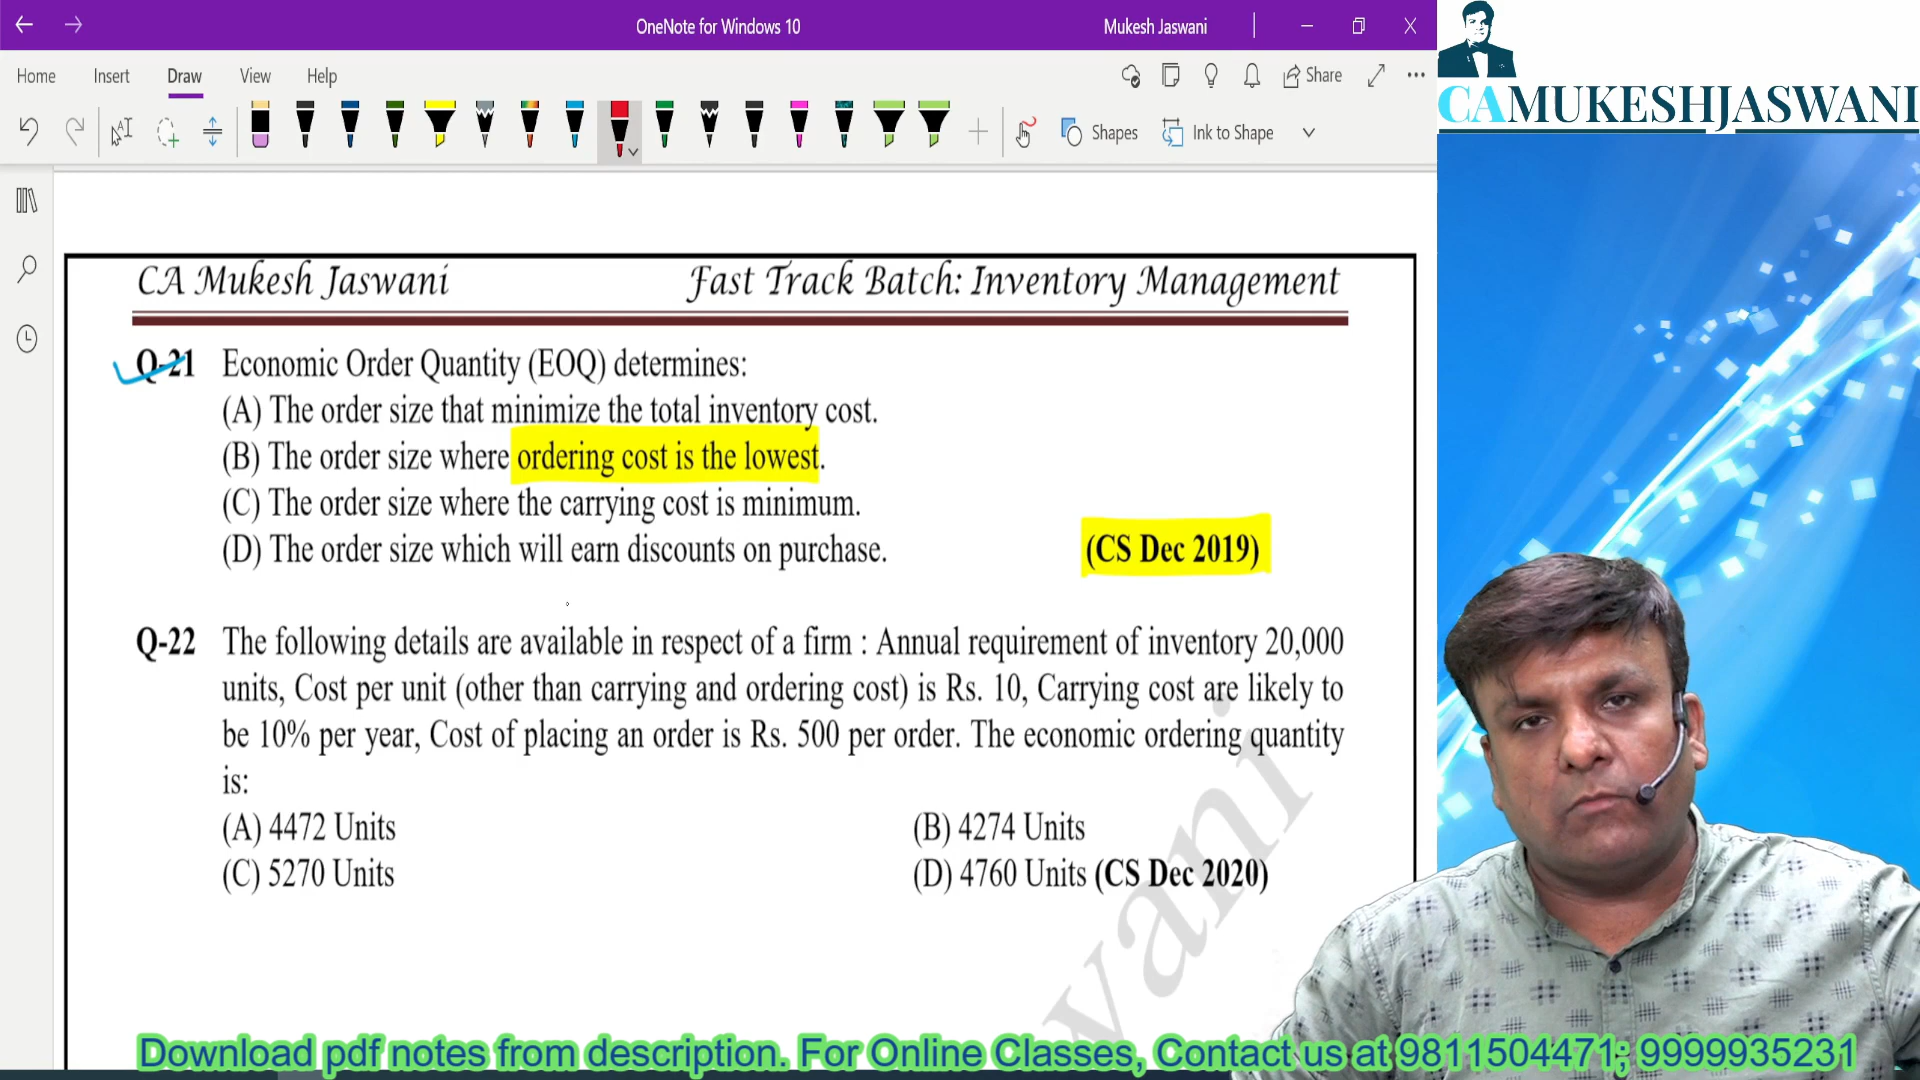 OneNote for Windows 10
Mukesh Jaswani
CAMUKESHJASWANI
Home Insert Draw View Help
Share
Shapes Ink to Shape
CA Mukesh Jaswani Fast Track Batch: Inventory Management
Q-21 Economic Order Quantity (EOQ) determines:
(A) The order size that minimize the total inventory cost.
(B) The order size where ordering cost is the lowest.
(C) The order size where the carrying cost is minimum.
(D) The order size which will earn discounts on purchase. (CS Dec 2019)
Q-22 The following details are available in respect of a firm : Annual requirement of inventory 20,000
units, Cost per unit (other than carrying and ordering cost) is Rs. 10, Carrying cost are likely to
be 10% per year, Cost of placing an order is Rs. 500 per order. The economic ordering quantity
is:
(A) 4472 Units (B) 4274 Units
(C) 5270 Units (D) 4760 Units (CS Dec 2020)
Download pdf notes from description. For Online Classes, Contact us at 9811504471; 9999935231